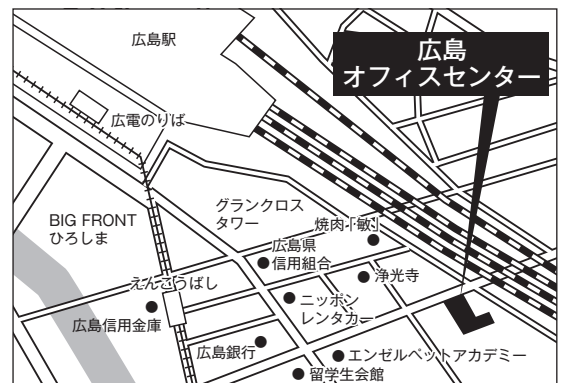 広島駅
広島
オフィスセンター
広電のりば
グランクロス
タワー
焼肉「敏」
BIG FRONT
ひろしま
広島県
信用組合
浄光寺
えんこうばし
ニッポン
レンタカー
広島信用金庫
広島銀行
エンゼルペットアカデミー
留学生会館